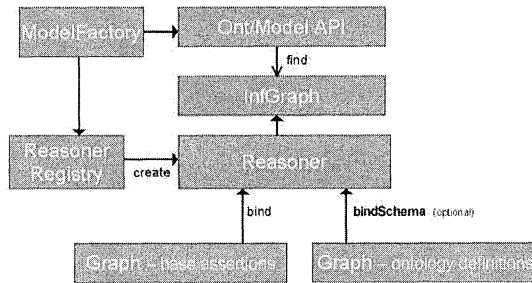 ModelFactory
Ont/Model API
find
InfGraph
Reasoner
Registry
create
Reasoner
bind
bindSchema (optional)
Graph – base assertions
Graph – ontology definitions